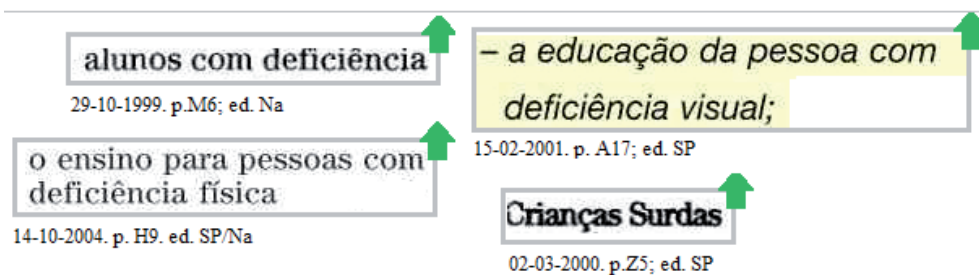 alunos com deficiência
29-10-1999. p.M6; ed. Na
– a educação da pessoa com
deficiência visual;
15-02-2001. p. A17; ed. SP
o ensino para pessoas com
deficiência física
14-10-2004. p. H9. ed. SP/Na
Crianças Surdas
02-03-2000. p.Z5; ed. SP